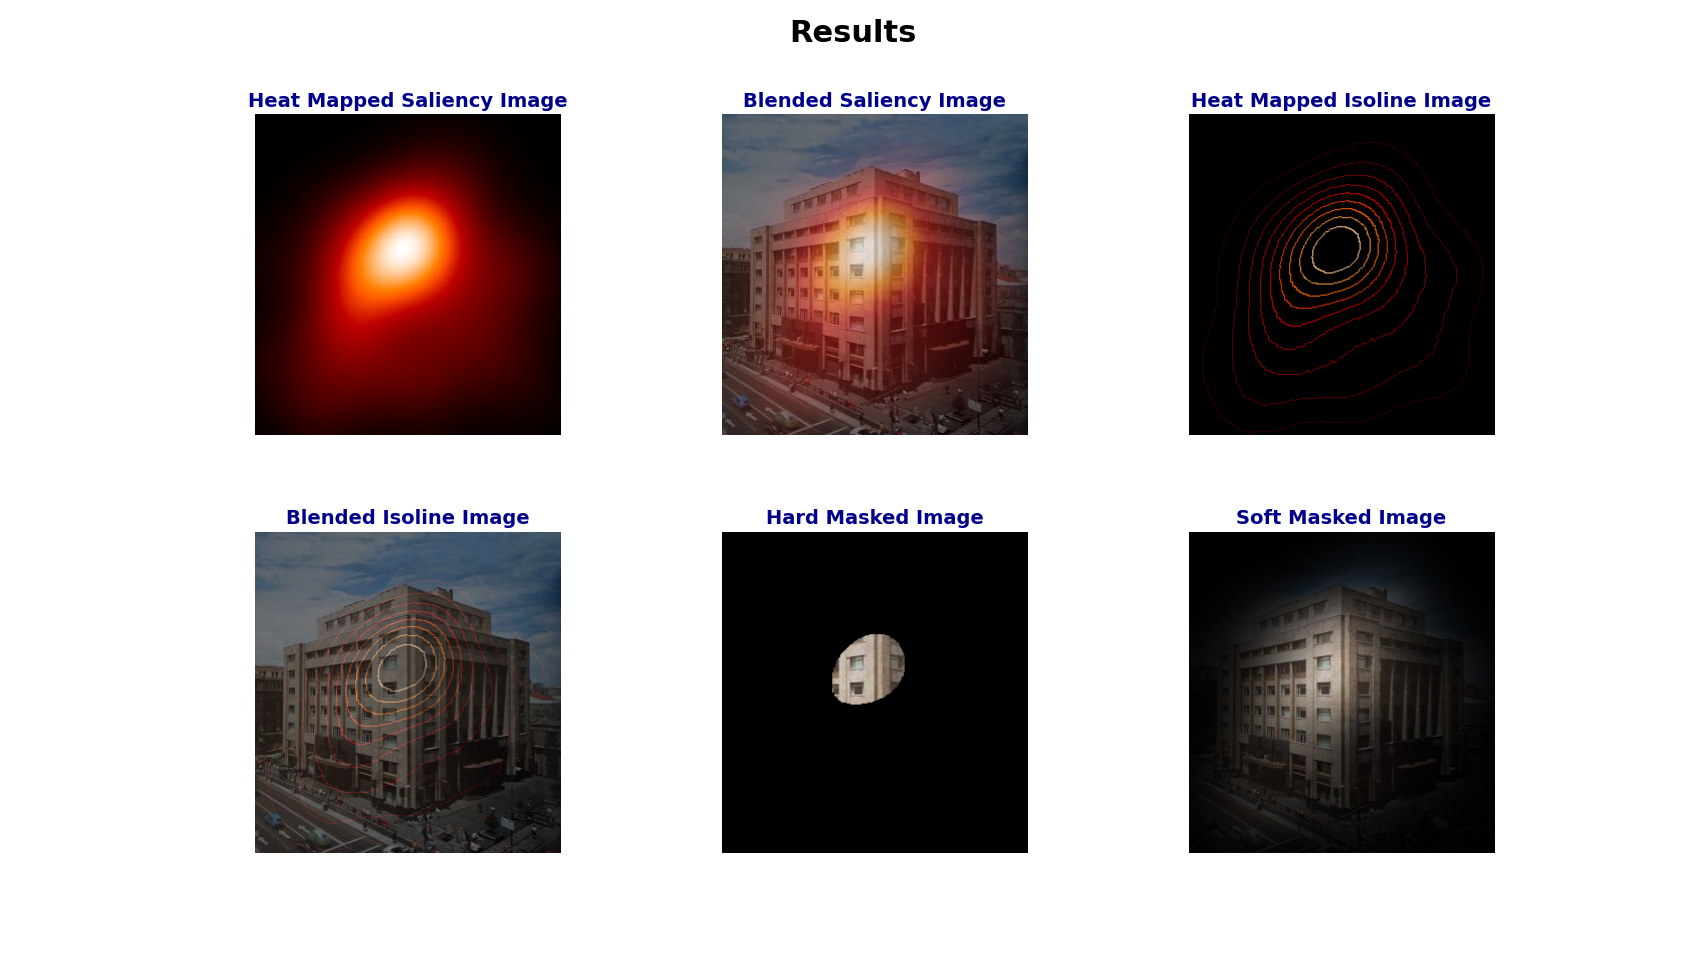 Results
Heat Mapped Saliency Image
Blended Saliency Image
Heat Mapped Isoline Image
Blended Isoline Image
Hard Masked Image
Soft Masked Image